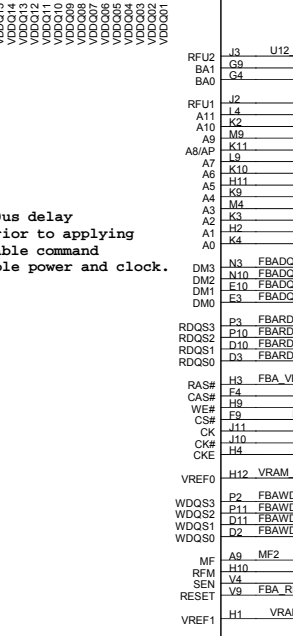 VDDQ14
VDDQ13
VDDQ12
VDDQ11
VDDQ10
VDDQ09
VDDQ08
VDDQ07
VDDQ06
VDDQ05
VDDQ04
VDDQ03
VDDQ02
VDDQ01
RFU2 J3 U12_
BA1 G9
BA0 G4
RFU1 J2
A11 L4
A10 K2
A9 M9
A8/AP K11
A7 L9
A6 K10
A5 H11
A4 K9
A3 M4
A2 K3
A1 H2
A0 K4
us delay
rior to applying
able command
ple power and clock.
DM3 N3 FBADQ
DM2 N10 FBADQ
DM1 E10 FBADQ
DM0 E3 FBADQ
RDQS3 P3 FBARD
RDQS2 P10 FBARD
RDQS1 D10 FBARD
RDQS0 D3 FBARD
RAS# H3 FBA_V
CAS# F4
WE# H9
CS# F9
CK J11
CK# J10
CKE H4
VREF0 H12 VRAM_
WDQS3 P2 FBAWD
WDQS2 P11 FBAWD
WDQS1 D11 FBAWD
WDQS0 D2 FBAWD
MF A9 MF2
RFM H10
SEN V4
RESET V9 FBA_R
VREF1 H1 VRA